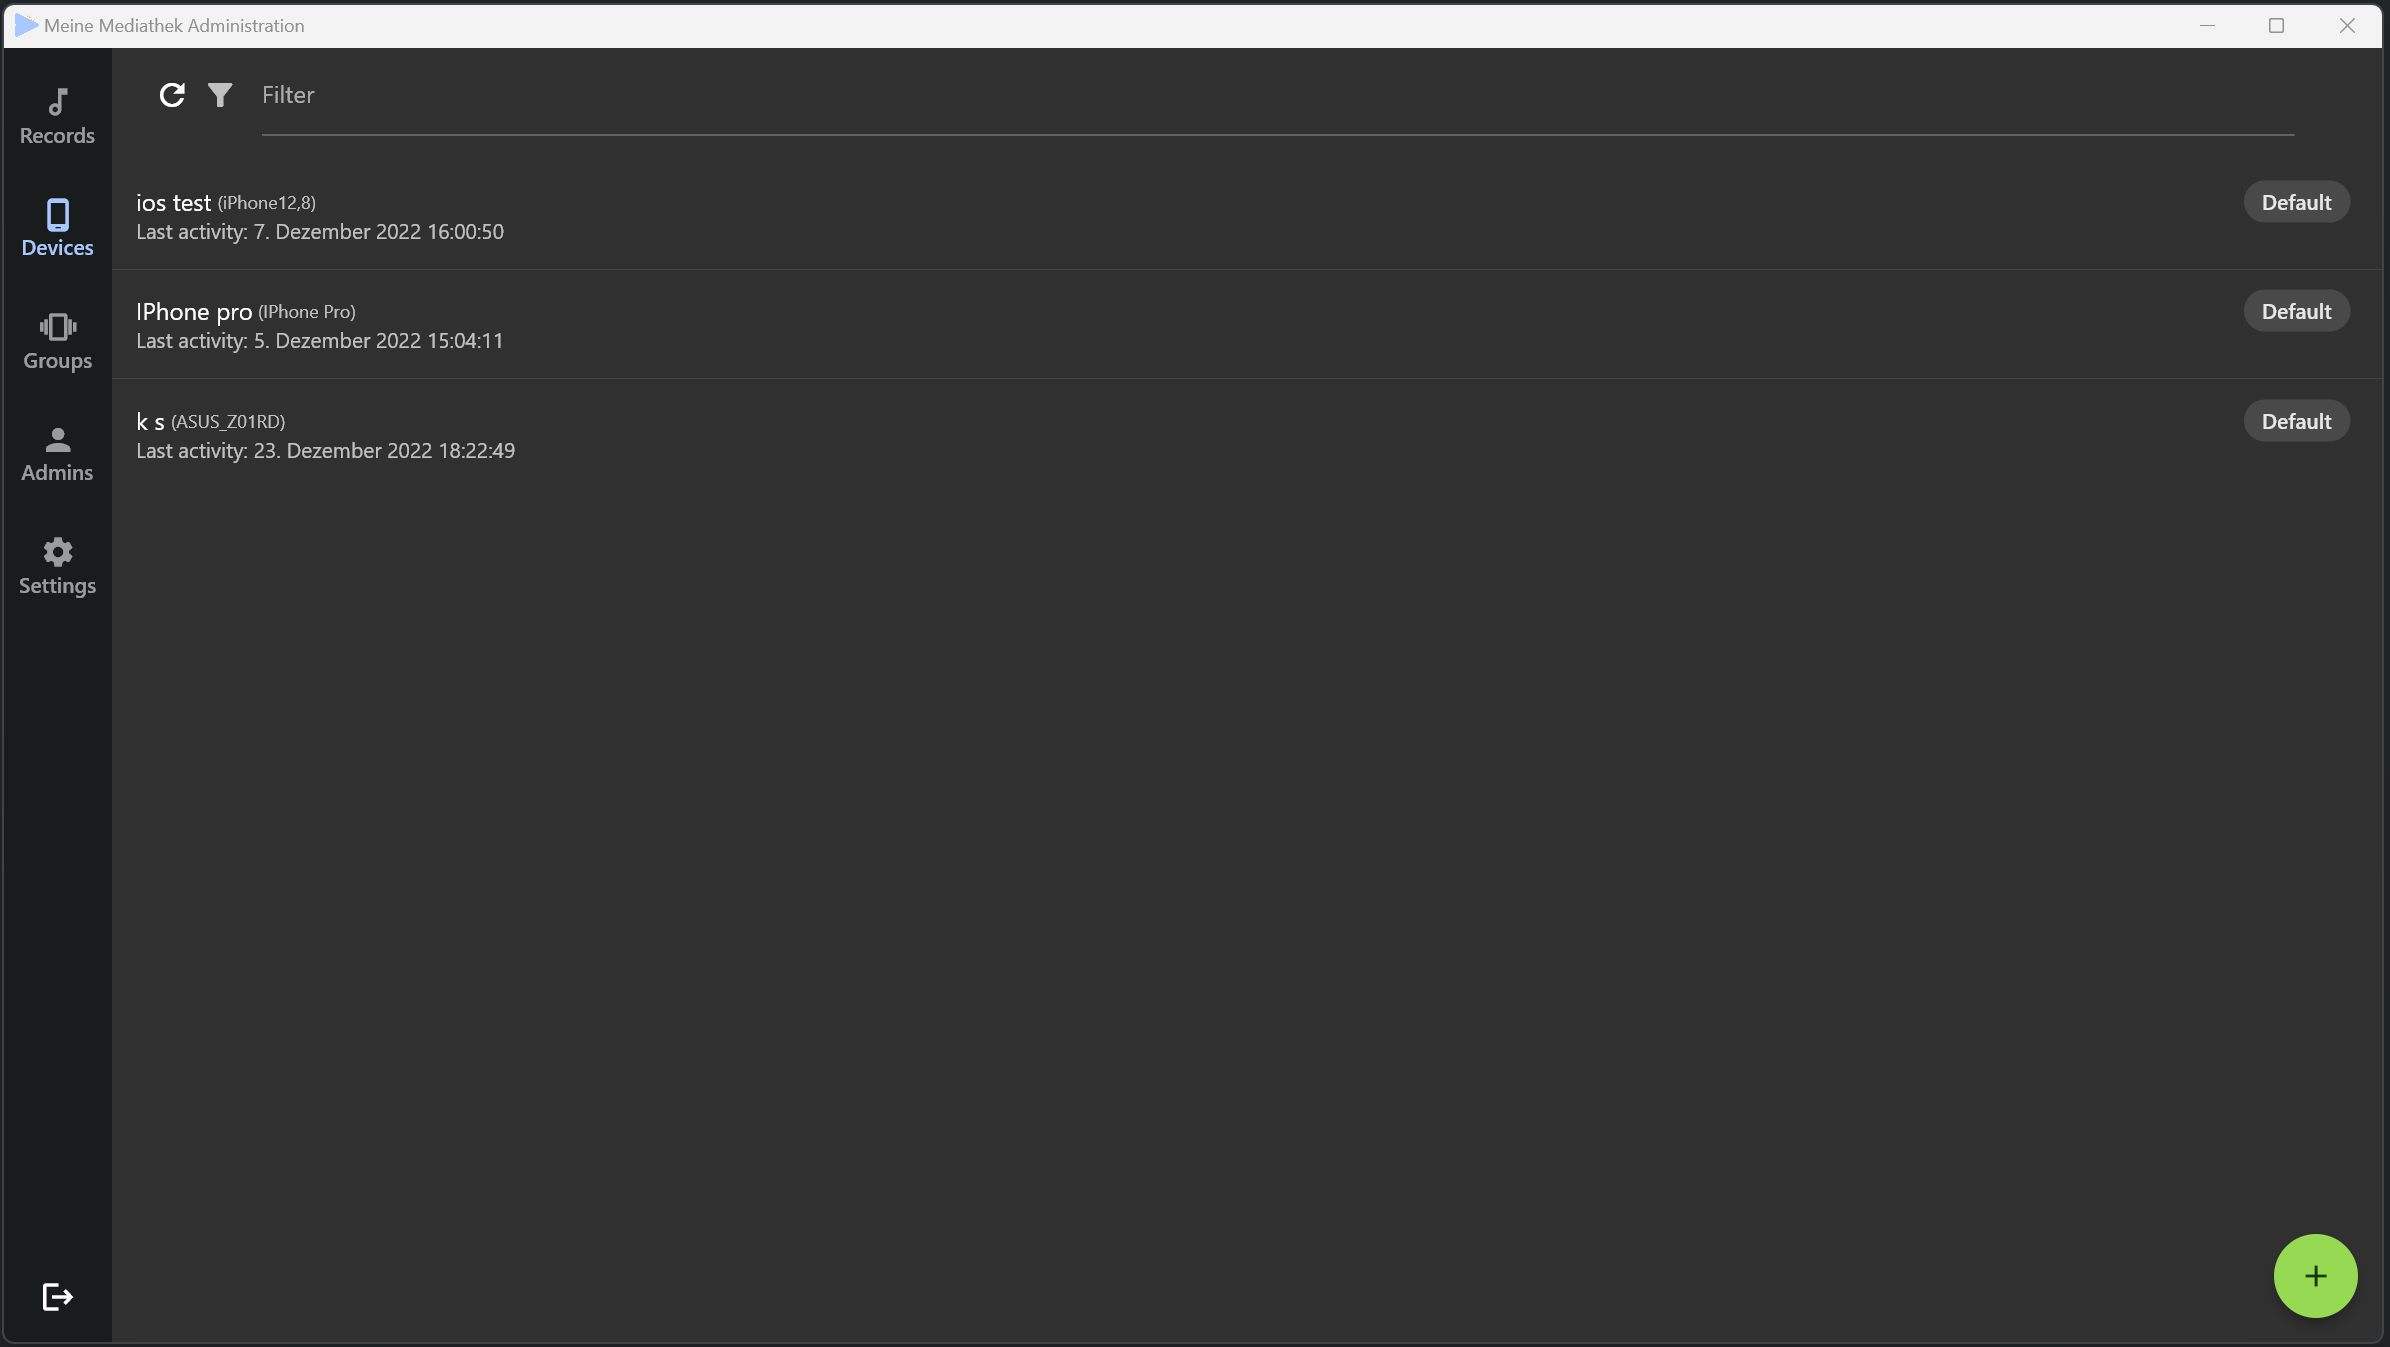 Meine Mediathek Administration
Records
Devices
Groups
Admins
Settings
Filter
ios test (iPhone12,8)
Last activity: 7. Dezember 2022 16:00:50
Default
IPhone pro (IPhone Pro)
Last activity: 5. Dezember 2022 15:04:11
Default
k s (ASUS_Z01RD)
Last activity: 23. Dezember 2022 18:22:49
Default